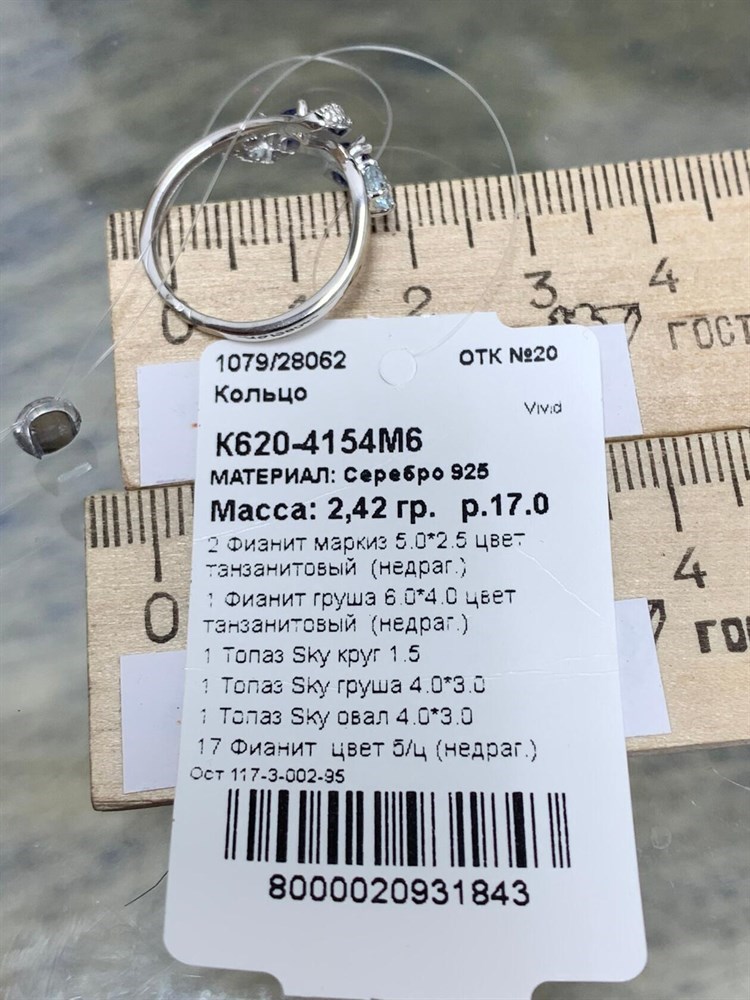 0 1 2 3 4
ГОСТ
1079/28062 ОТК №20
Кольцо
Vivid
К620-4154М6
МАТЕРИАЛ: Серебро 925
Масса: 2,42 гр. р.17.0
2 Фианит маркиз 5.0*2.5 цвет
танзанитовый (недраг.)
1 Фианит груша 6.0*4.0 цвет
танзанитовый (недраг.)
1 Топаз Sky круг 1.5
1 Топаз Sky груша 4.0*3.0
1 Топаз Sky овал 4.0*3.0
17 Фианит цвет б/ц (недраг.)
Ост 117-3-002-95
8000020931843
0 4